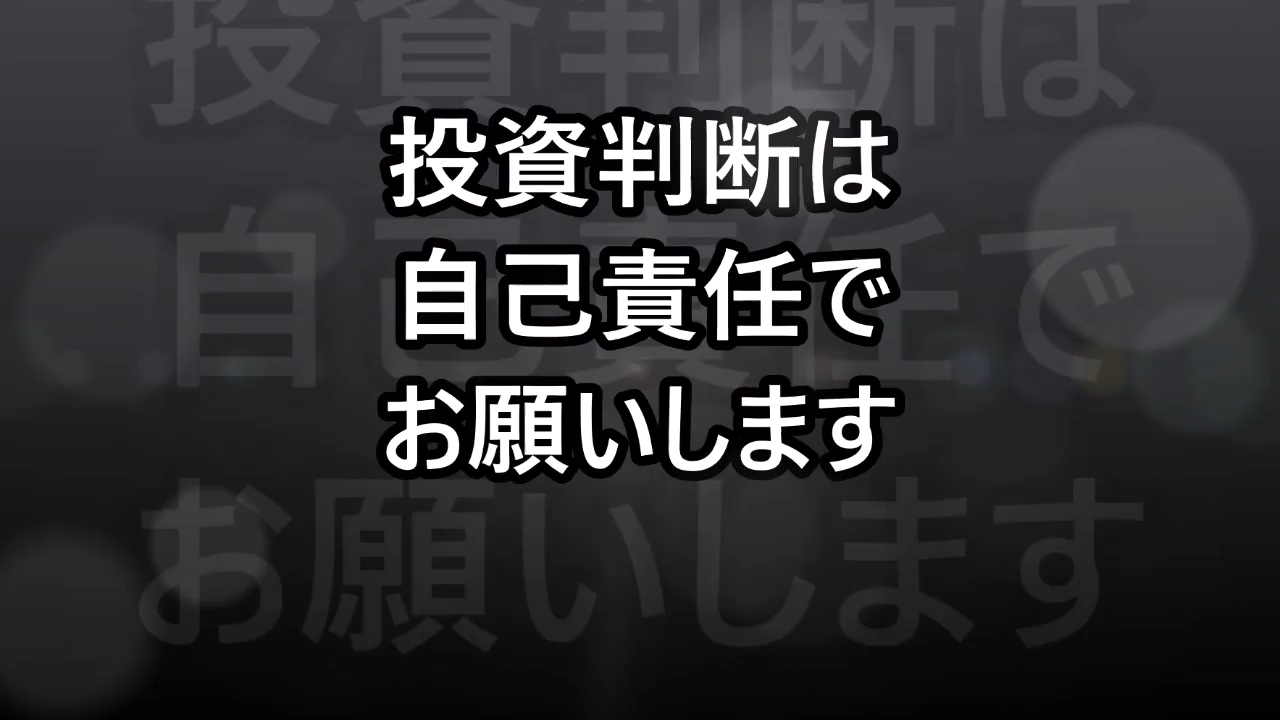 投資判断は
自己責任で
お願いします